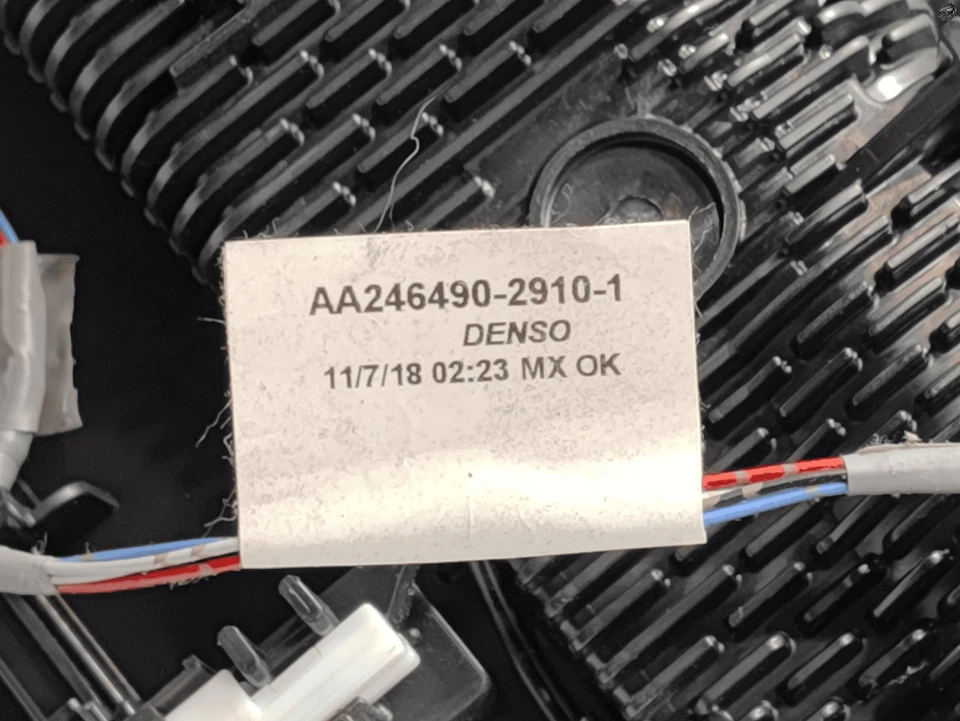 AA246490-2910-1
DENSO
11/7/18 02:23 MX OK